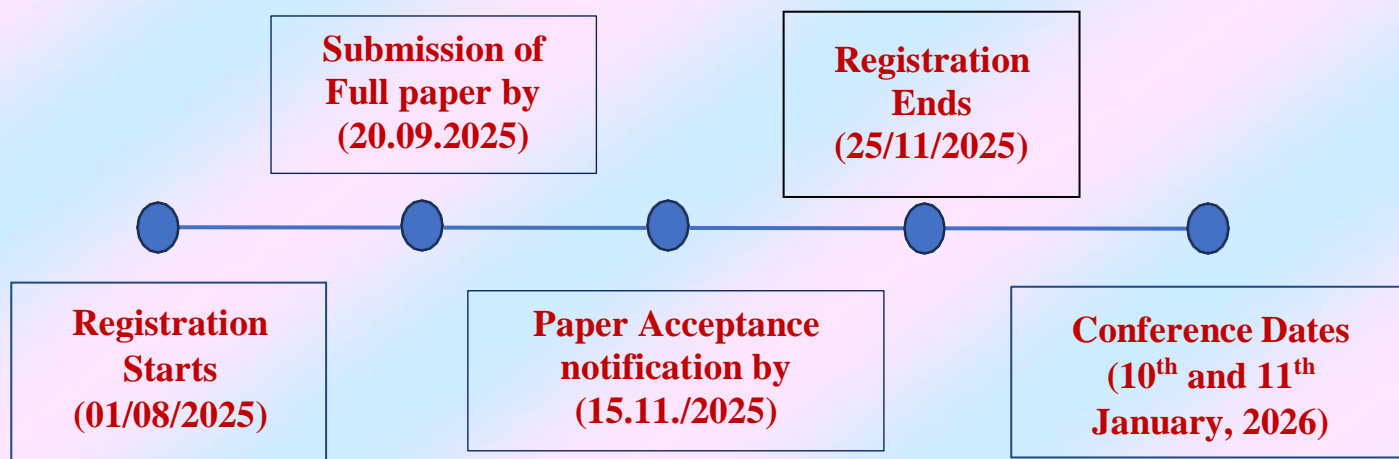 Registration
Starts
(01/08/2025)
Submission of
Full paper by
(20.09.2025)
Paper Acceptance
notification by
(15.11./2025)
Registration
Ends
(25/11/2025)
Conference Dates
(10th and 11th
January, 2026)